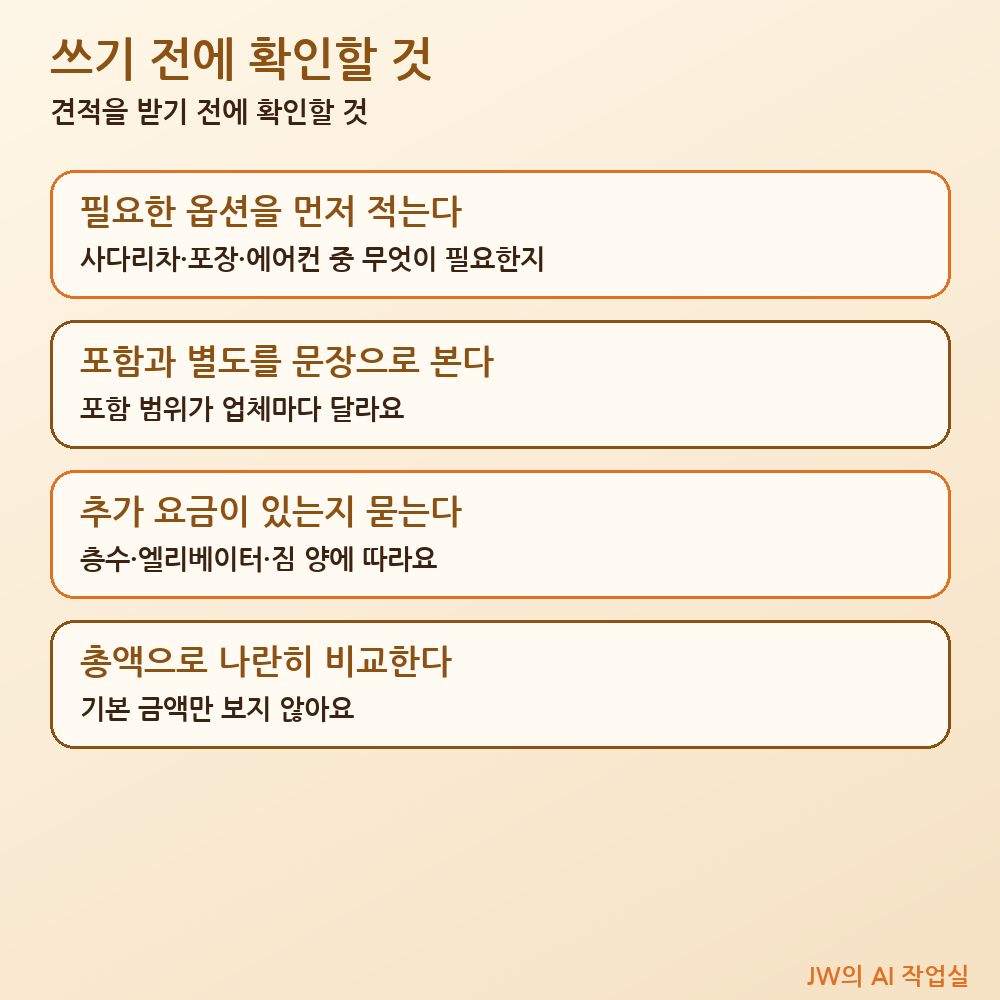 쓰기 전에 확인할 것
견적을 받기 전에 확인할 것
필요한 옵션을 먼저 적는다
사다리차·포장·에어컨 중 무엇이 필요한지
포함과 별도를 문장으로 본다
포함 범위가 업체마다 달라요
추가 요금이 있는지 묻는다
층수·엘리베이터·짐 양에 따라요
총액으로 나란히 비교한다
기본 금액만 보지 않아요
JW의 AI 작업실